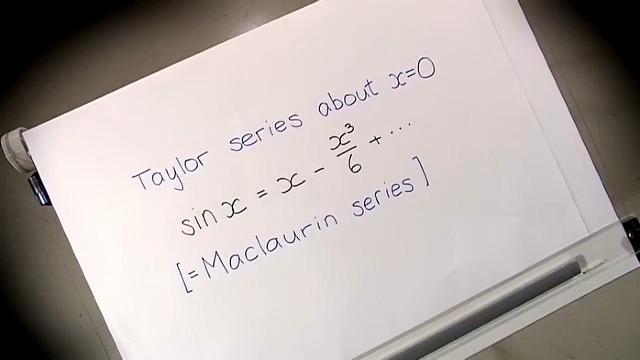 Taylor series about x=0
sin x = x - x³/6 + ...
[=Maclaurin series]